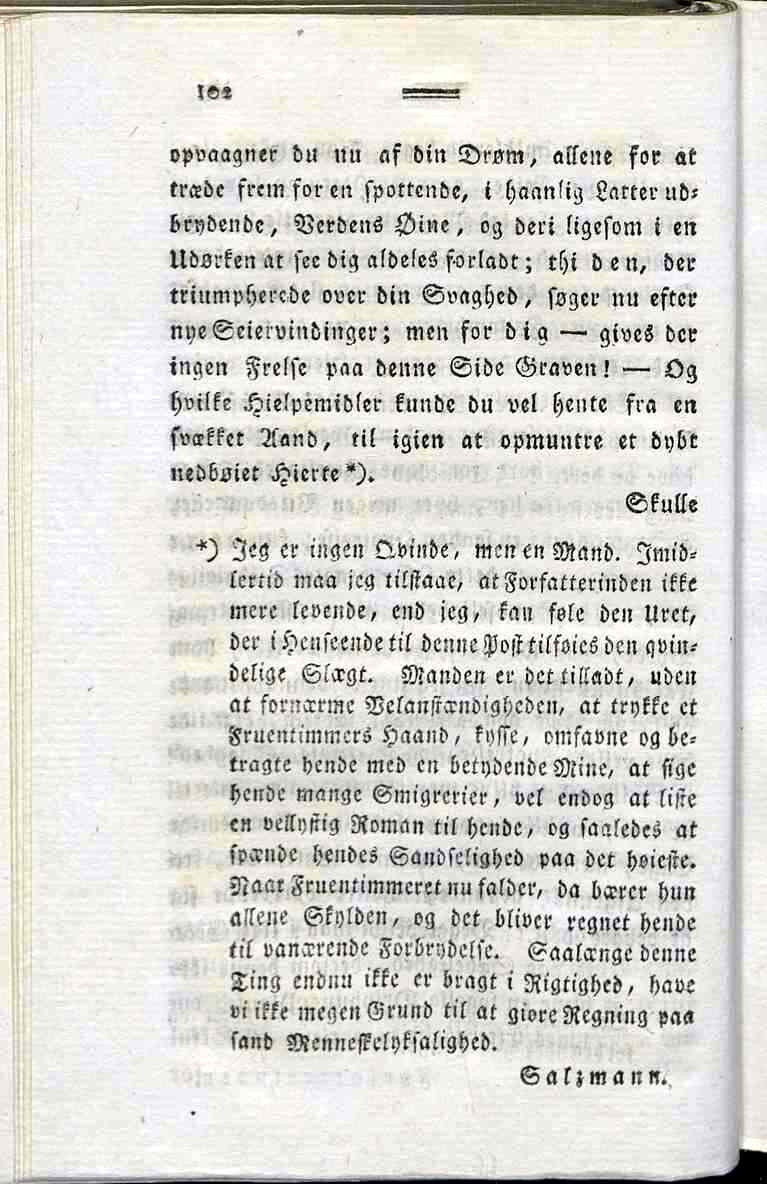 102
opvaagner du nu af din Drøm, allene for at
træde frem for en spottende, i haanlig Latter ud-
brydende, Verdens Øine, og deri ligesom i en
Udørken at see dig aldeles forladt; thi den, der
triumpherede over din Svaghed, søger nu efter
nye Seiervindinger; men for dig — gives der
ingen Frelse paa denne Side Graven! — Og
hvilke Hielpemidler kunde du vel hente fra en
svækket Aand, til igien at opmuntre et dybt
nedbøiet Hierte *).
Skulle
*) Jeg er ingen Qvinde, men en Mand. Imid-
lertid maa jeg tilstaae, at Forfatterinden ikke
mere levende, end jeg, kan føle den Uret,
der i Henseende til denne Post tilføies den qvin-
delige Slægt. Manden er det tilladt, uden
at fornærme Velanstændigheden, at trykke et
Fruentimmers Haand, kysse, omfavne og be-
tragte hende med en betydende Mine, at sige
hende mange Smigrerier, vel endog at liste
en vellystig Roman til hende, og saaledes at
spænde hendes Sandselighed paa det høieste.
Naar Fruentimmeret nu falder, da bærer hun
allene Skylden, og det bliver regnet hende
til vanærende Forbrydelse. Saalænge denne
Ting endnu ikke er bragt i Rigtighed, have
vi ikke megen Grund til at giøre Regning paa
sand Menneskelyksalighed.
Salzmann.